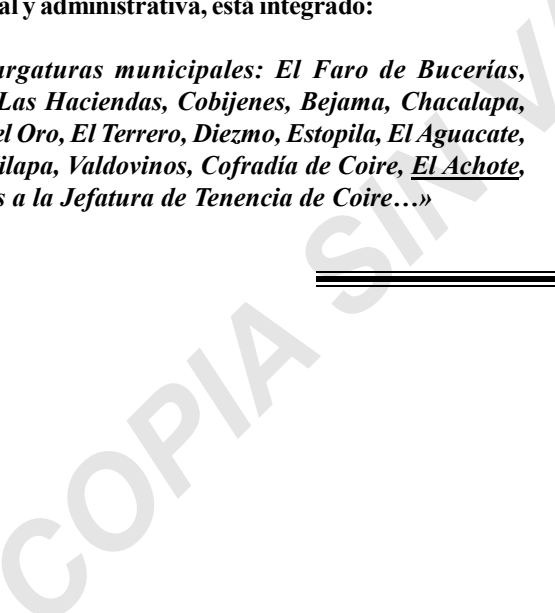 al y administrativa, está integrado:
urgaturas municipales: El Faro de Bucerías,
Las Haciendas, Cobijenes, Bejama, Chacalapa,
el Oro, El Terrero, Diezmo, Estopila, El Aguacate,
ilapa, Valdovinos, Cofradía de Coire, El Achote,
s a la Jefatura de Tenencia de Coire…»
COPIA SIN V